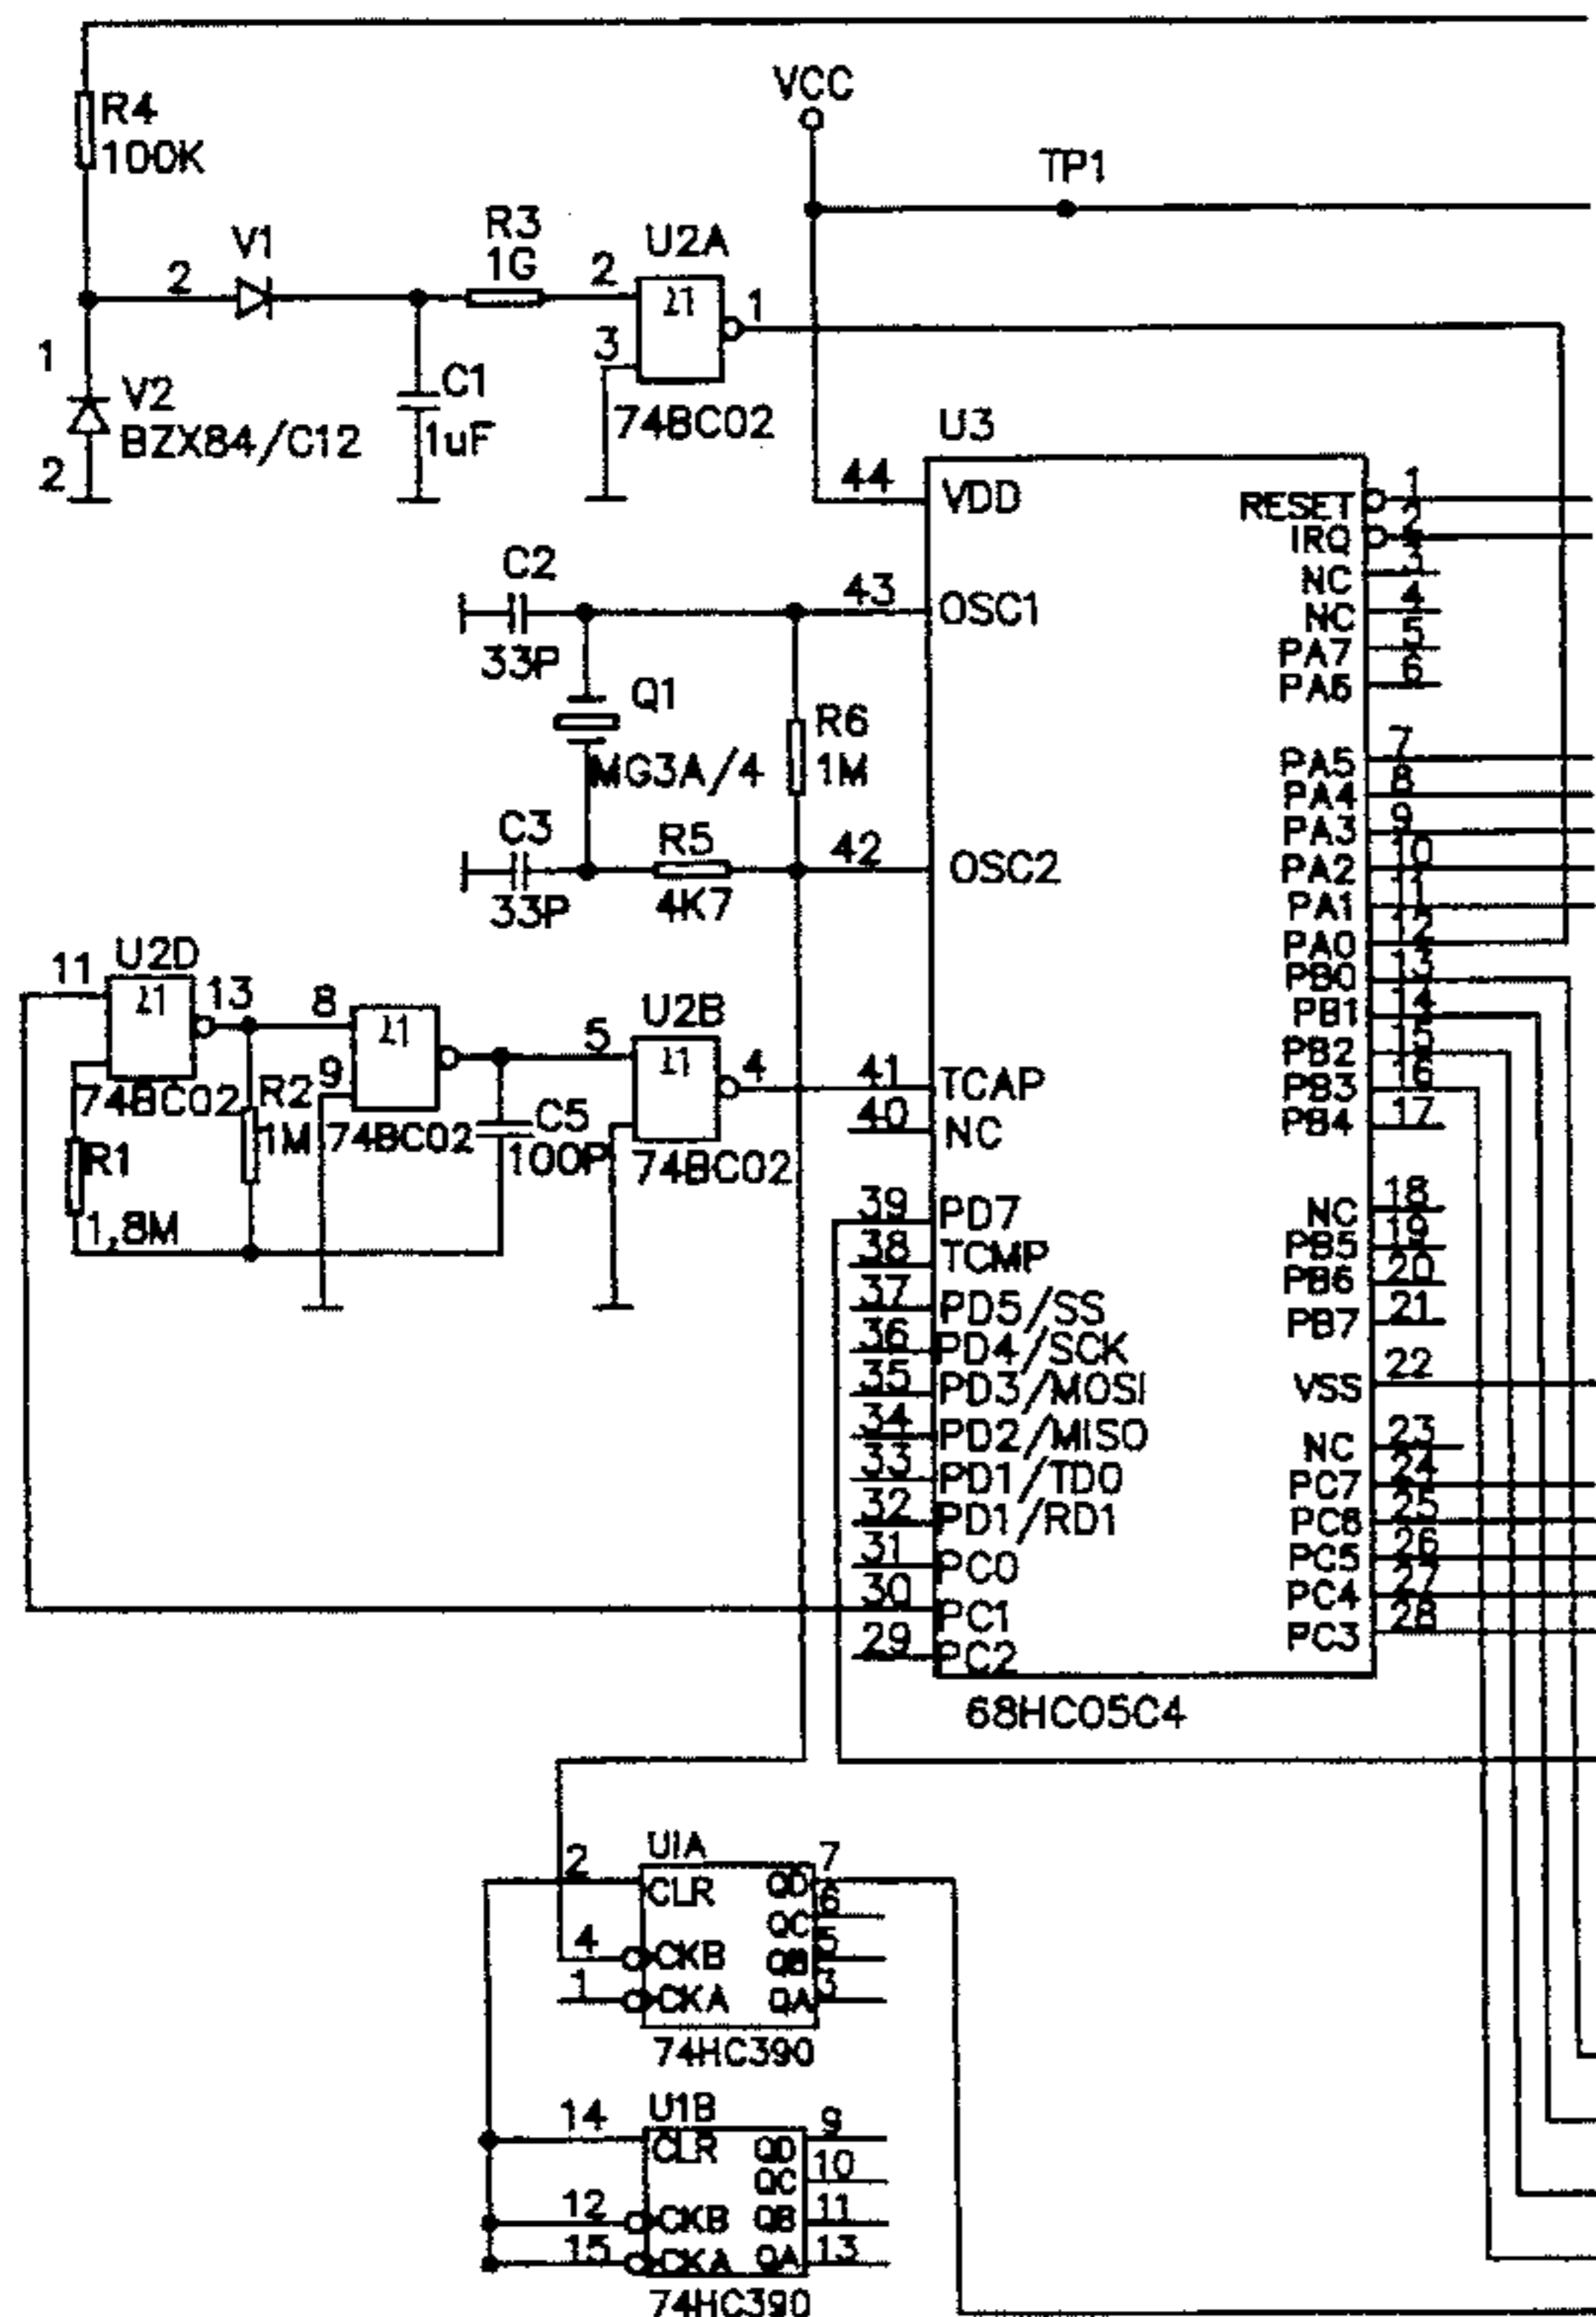 R4
100K
VCC
TP1
V1
2
R3
1G
2
U2A
1
3
74BC02
1
V2
BZX84/C12
2
C1
1uF
U3
44
VDD
RESET
1
IRQ
2
NC
3
NC
4
PA7
5
PA6
6
C2
33P
43
OSC1
Q1
MG3A/4
R6
1M
PA5
7
PA4
8
PA3
9
PA2
10
PA1
11
PA0
12
C3
33P
R5
4K7
42
OSC2
PB0
13
PB1
14
PB2
15
PB3
16
PB4
17
11
U2D
13
74BC02
8
9
74BC02
R2
1M
R1
1,8M
C5
100P
5
U2B
4
74BC02
41
TCAP
40
NC
39
PD7
38
TCMP
37
PD5/SS
36
PD4/SCK
35
PD3/MOSI
34
PD2/MISO
33
PD1/TDO
32
PD1/RD1
31
PC0
30
PC1
29
PC2
NC
18
PB5
19
PB6
20
PB7
21
VSS
22
NC
23
PC7
24
PC6
25
PC5
26
PC4
27
PC3
28
68HC05C4
U1A
2
CLR
QD
7
QC
6
4
CKB
QB
5
1
CKA
QA
3
74HC390
U1B
14
CLR
QD
9
QC
10
12
CKB
QB
11
15
CKA
QA
13
74HC390